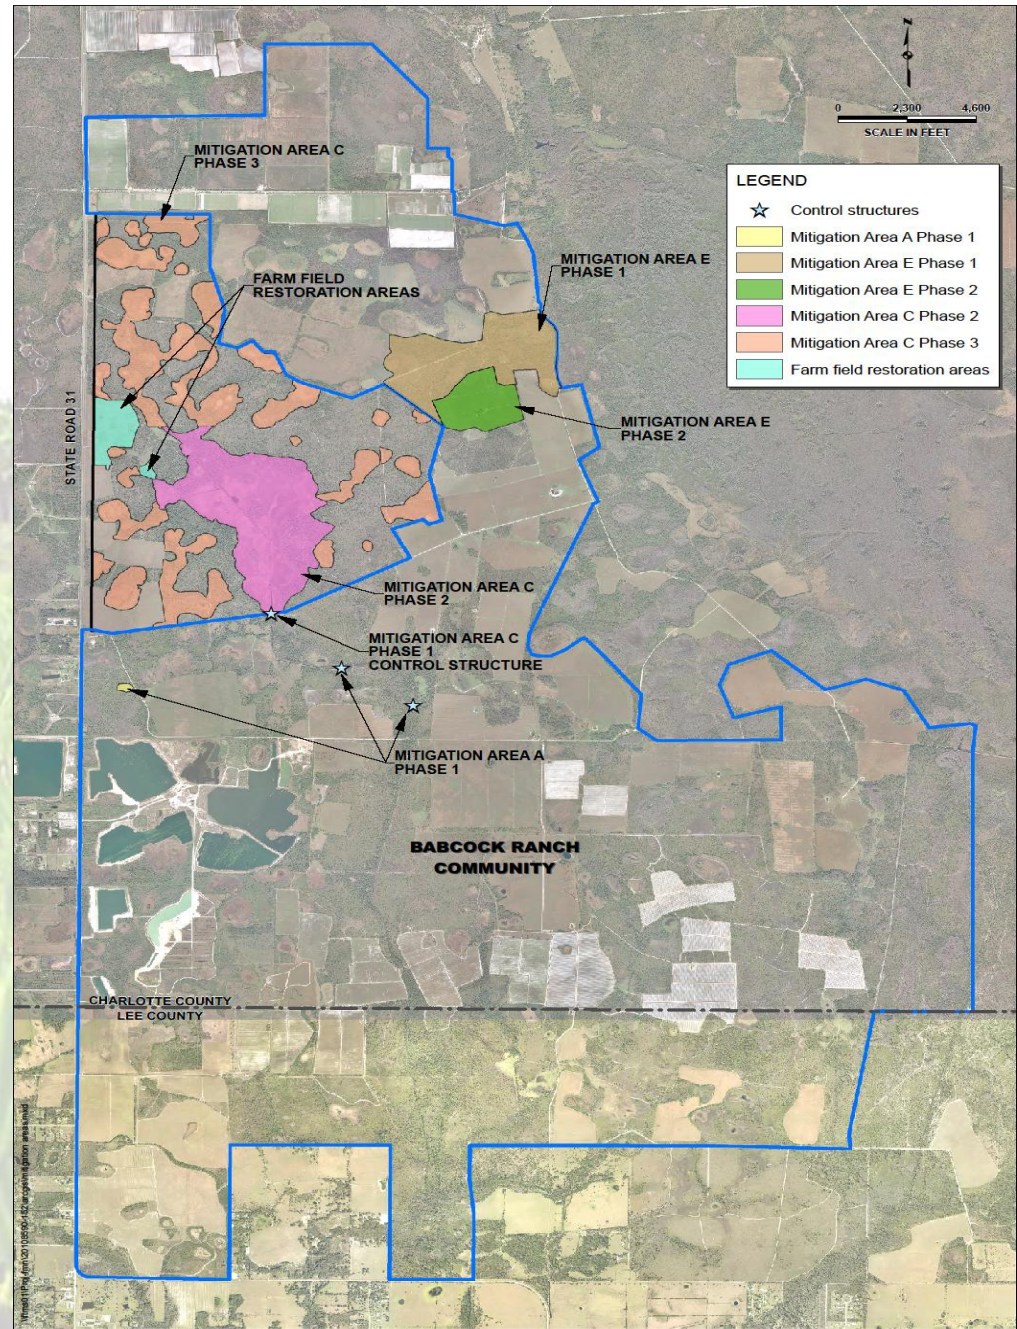 N
0 2,300 4,600
SCALE IN FEET
LEGEND
Control structures
Mitigation Area A Phase 1
Mitigation Area E Phase 1
Mitigation Area E Phase 2
Mitigation Area C Phase 2
Mitigation Area C Phase 3
Farm field restoration areas
MITIGATION AREA C
PHASE 3
MITIGATION AREA E
PHASE 1
FARM FIELD
RESTORATION AREAS
STATE ROAD 31
MITIGATION AREA E
PHASE 2
MITIGATION AREA C
PHASE 2
MITIGATION AREA C
PHASE 1
CONTROL STRUCTURE
MITIGATION AREA A
PHASE 1
BABCOCK RANCH
COMMUNITY
CHARLOTTE COUNTY
LEE COUNTY